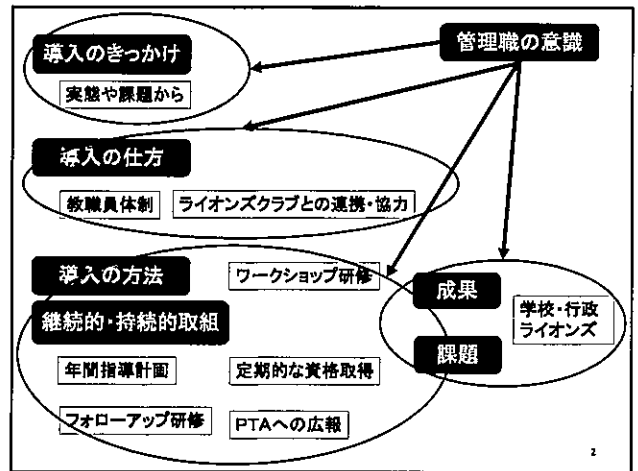 導入のきっかけ
管理職の意識
実態や課題から
導入の仕方
教職員体制
ライオンズクラブとの連携・協力
導入の方法
ワークショップ研修
継続的・持続的取組
成果
学校・行政
ライオンズ
課題
年間指導計画
定期的な資格取得
フォローアップ研修
PTAへの広報
2